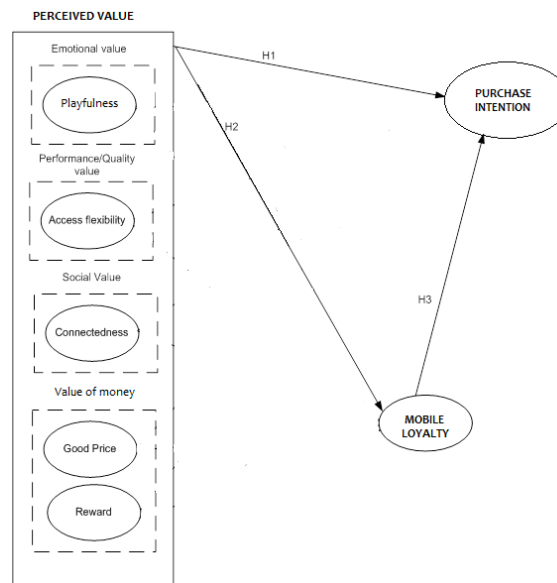 PERCEIVED VALUE
Emotional value
Playfulness
Performance/Quality
value
Access flexibility
Social Value
Connectedness
Value of money
Good Price
Reward
H1
H2
PURCHASE
INTENTION
H3
MOBILE
LOYALTY